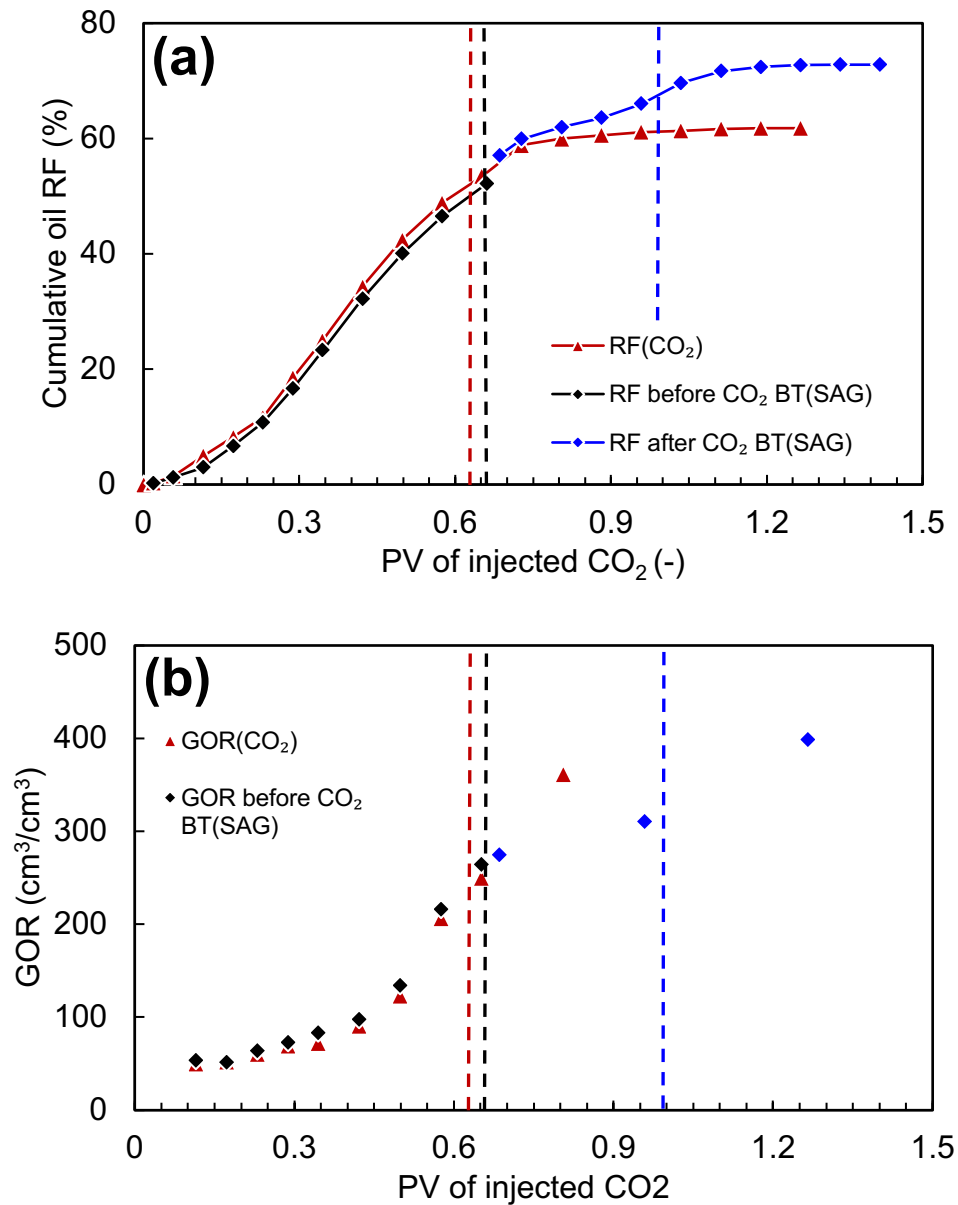 (a)
Cumulative oil RF (%)
80
60
40
20
0
RF(CO₂)
RF before CO₂ BT(SAG)
RF after CO₂ BT(SAG)
0 0.3 0.6 0.9 1.2 1.5
PV of injected CO₂ (-)
(b)
GOR (cm³/cm³)
500
400
300
200
100
0
GOR(CO₂)
GOR before CO₂
BT(SAG)
0 0.3 0.6 0.9 1.2 1.5
PV of injected CO2